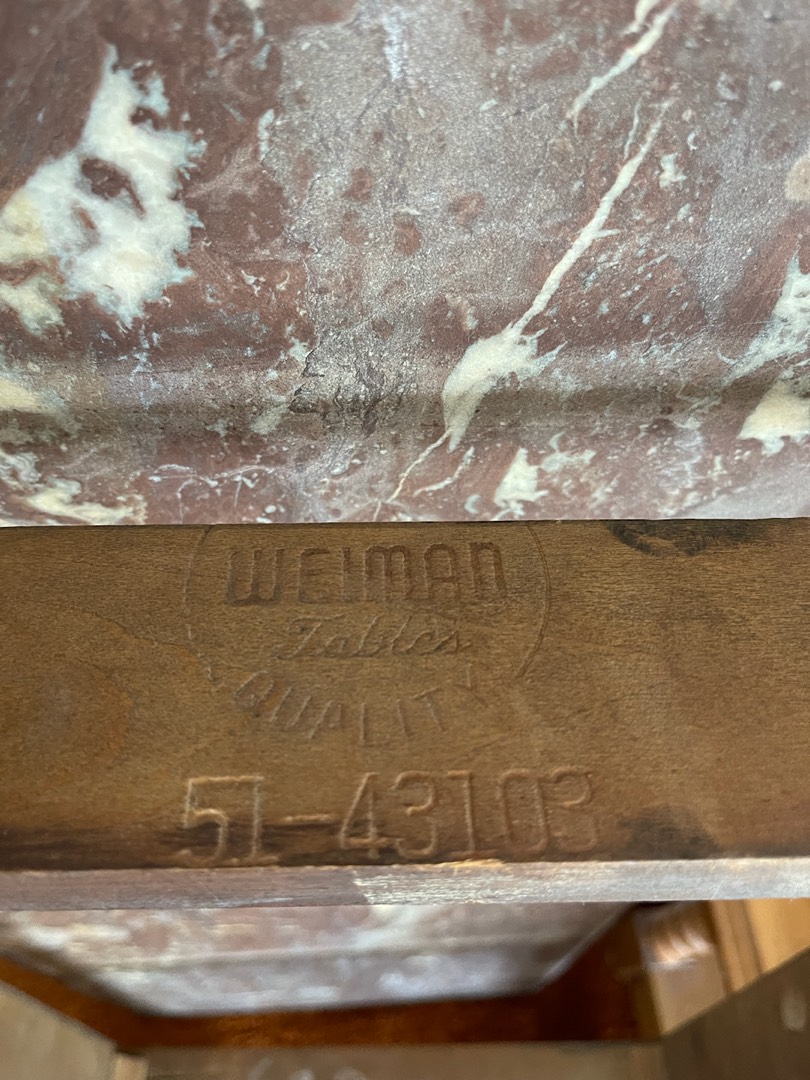 WEIMAN
Tables
QUALITY
51-43103